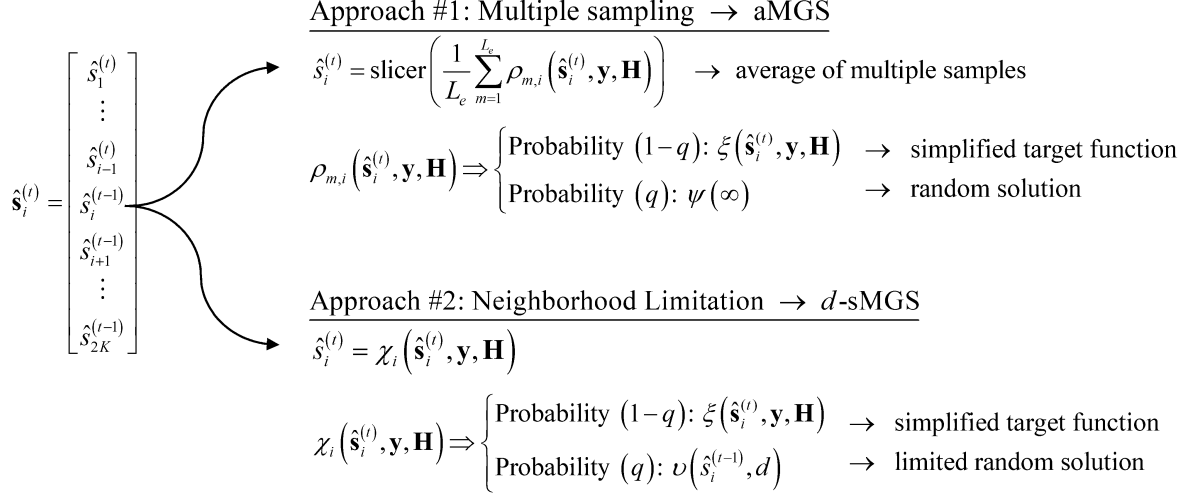 Approach #1: Multiple sampling → aMGS
ŝ_i^(t) = slicer( 1/L_e ∑_{m=1}^{L_e} ρ_{m,i}(ŝ_i^(t), y, H) ) → average of multiple samples
ρ_{m,i}(ŝ_i^(t), y, H) ⇒ {
Probability (1−q): ξ(ŝ_i^(t), y, H) → simplified target function
Probability (q): ψ(∞) → random solution
ŝ_i^(t) = [
ŝ_1^(t)
⋮
ŝ_{i−1}^(t)
ŝ_i^(t−1)
ŝ_{i+1}^(t−1)
⋮
ŝ_{2K}^(t−1)
]
Approach #2: Neighborhood Limitation → d-sMGS
ŝ_i^(t) = χ_i(ŝ_i^(t), y, H)
χ_i(ŝ_i^(t), y, H) ⇒ {
Probability (1−q): ξ(ŝ_i^(t), y, H) → simplified target function
Probability (q): υ(ŝ_i^(t−1), d) → limited random solution